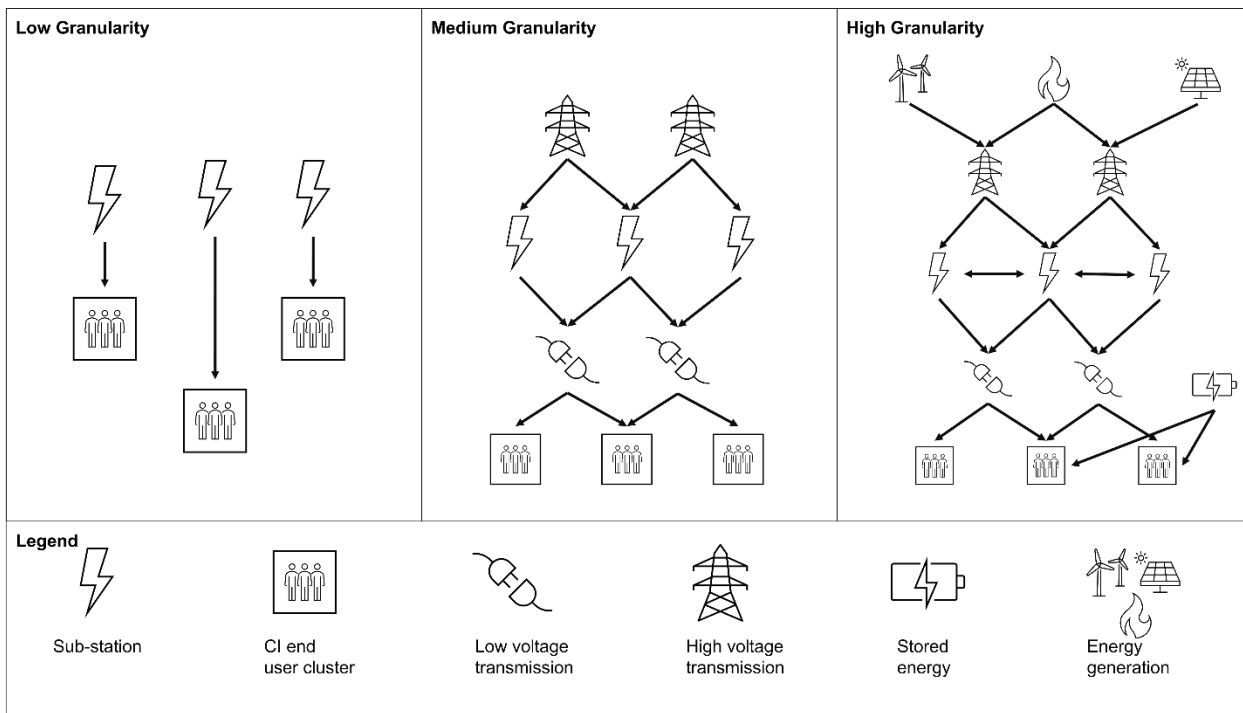 Low Granularity
Medium Granularity
High Granularity
Legend
Sub-station
CI end
user cluster
Low voltage
transmission
High voltage
transmission
Stored
energy
Energy
generation